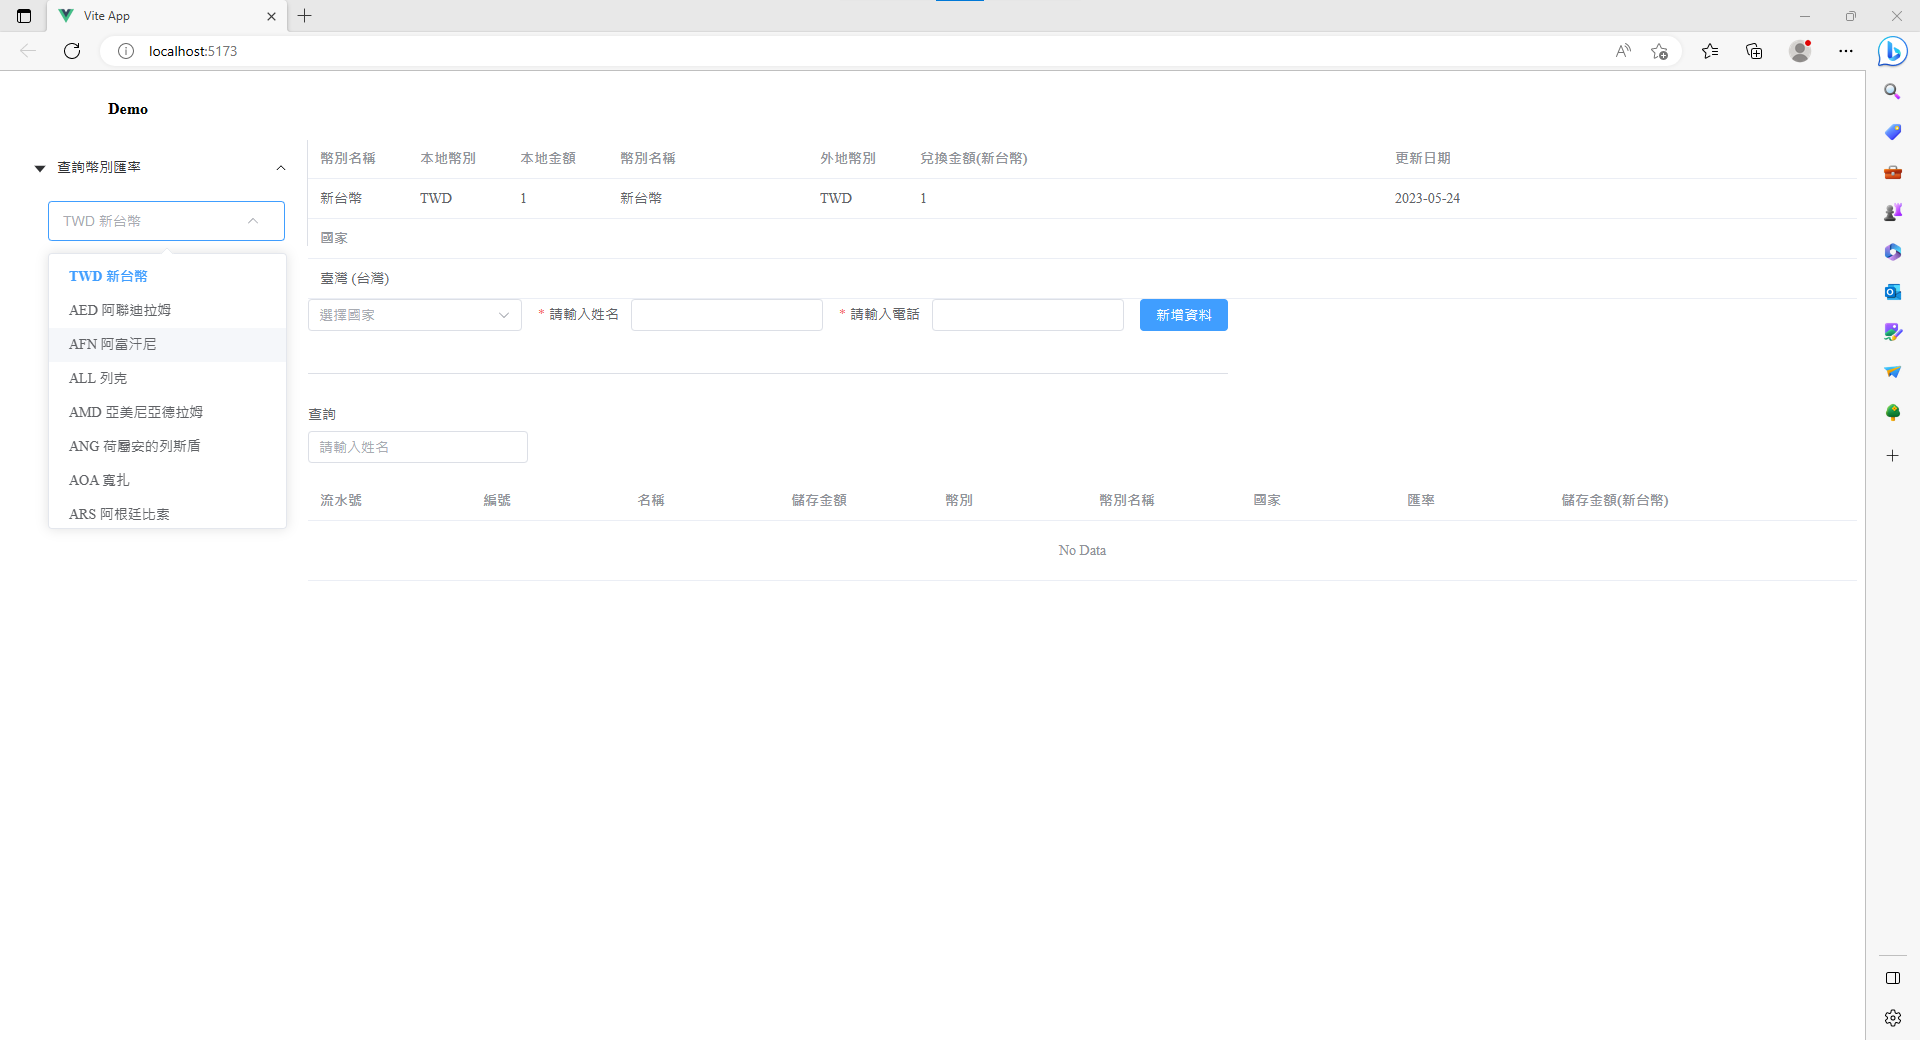 Vite App
localhost:5173
Demo
查詢幣別匯率
TWD 新台幣
TWD 新台幣
AED 阿聯迪拉姆
AFN 阿富汗尼
ALL 列克
AMD 亞美尼亞德拉姆
ANG 荷屬安的列斯盾
AOA 寬扎
ARS 阿根廷比索
幣別名稱 本地幣別 本地金額 幣別名稱 外地幣別 兌換金額(新台幣) 更新日期
新台幣 TWD 1 新台幣 TWD 1 2023-05-24
國家
臺灣 (台灣)
選擇國家 * 請輸入姓名 * 請輸入電話 新增資料
查詢
請輸入姓名
流水號 編號 名稱 儲存金額 幣別 幣別名稱 國家 匯率 儲存金額(新台幣)
No Data